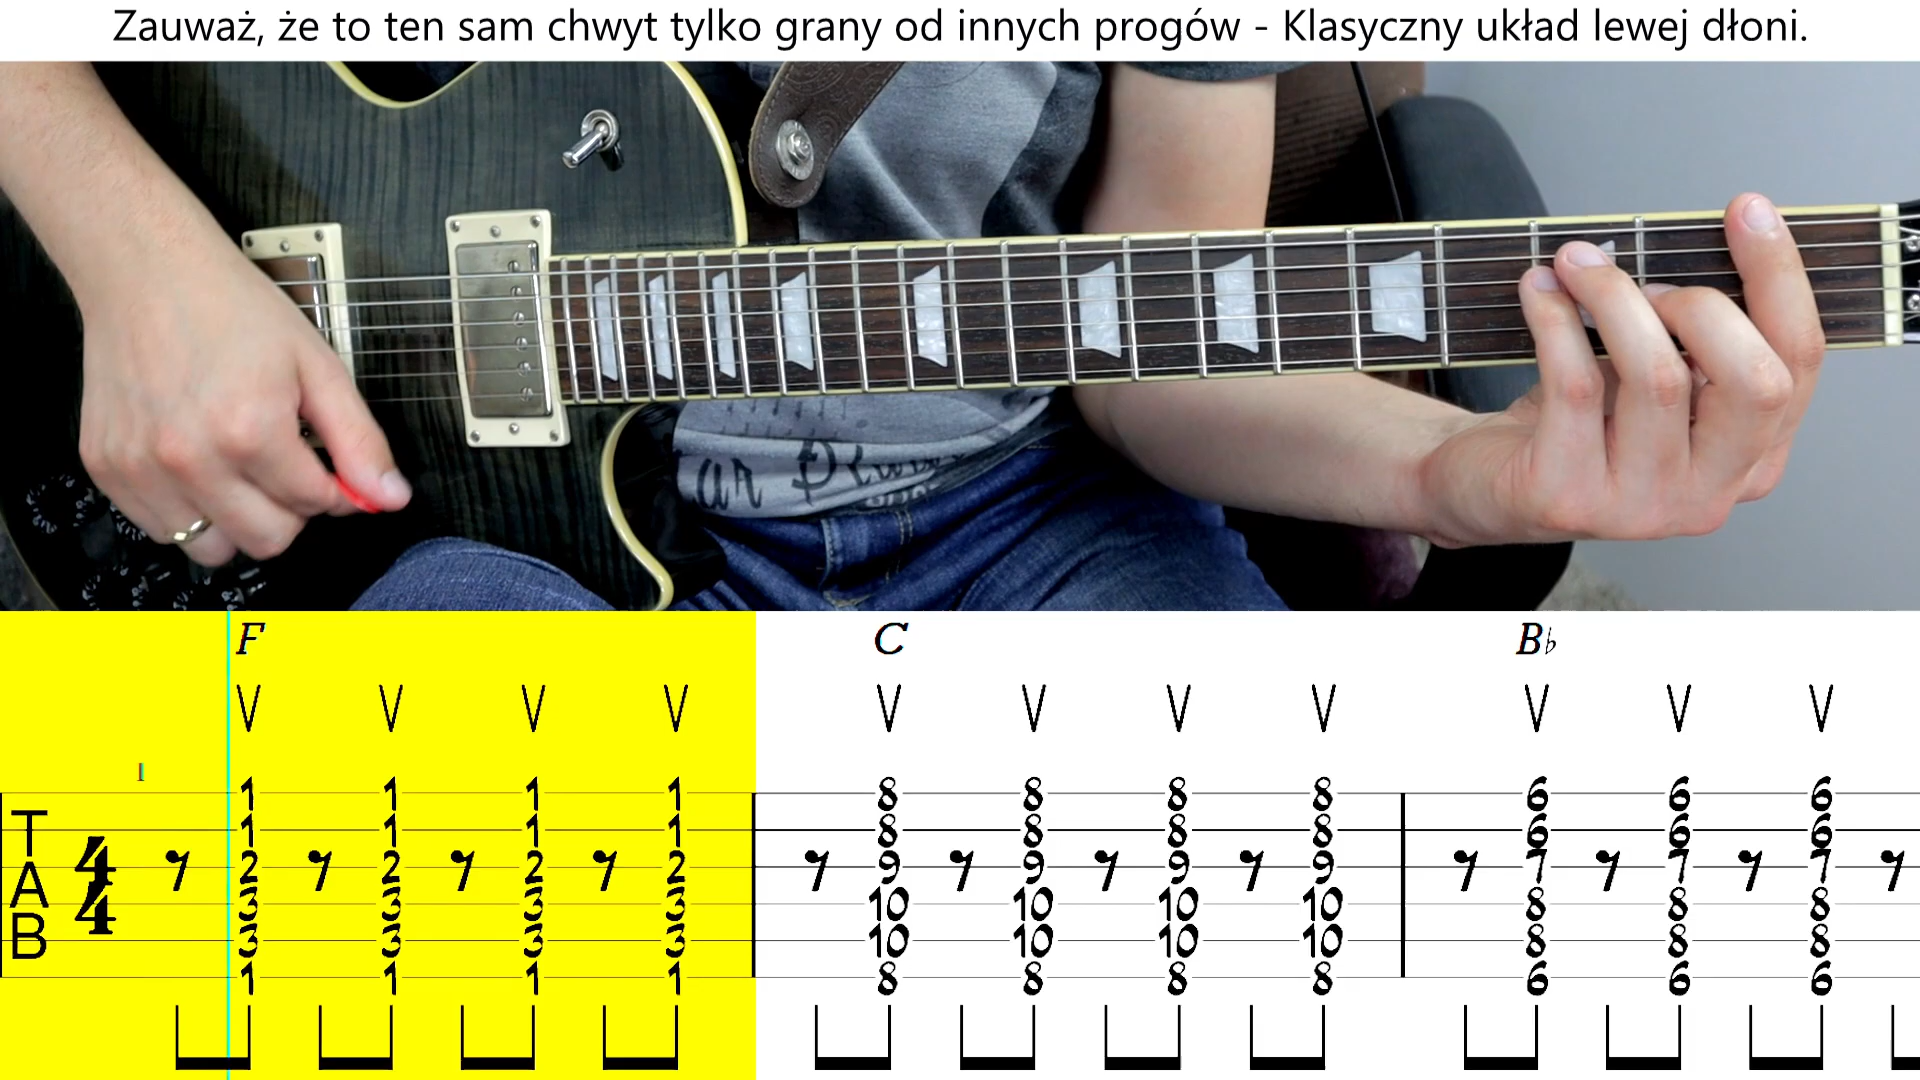 Zauważ, że to ten sam chwyt tylko grany od innych progów - Klasyczny układ lewej dłoni.
F C B♭
V V V V V V V V V V V
1
1 1 1 1 8 8 8 8 6 6 6
1 1 1 1 8 8 8 8 6 6 6
2 2 2 2 9 9 9 9 7 7 7
3 3 3 3 10 10 10 10 8 8 8
3 3 3 3 10 10 10 10 8 8 8
1 1 1 1 8 8 8 8 6 6 6
T
A
B
4
4